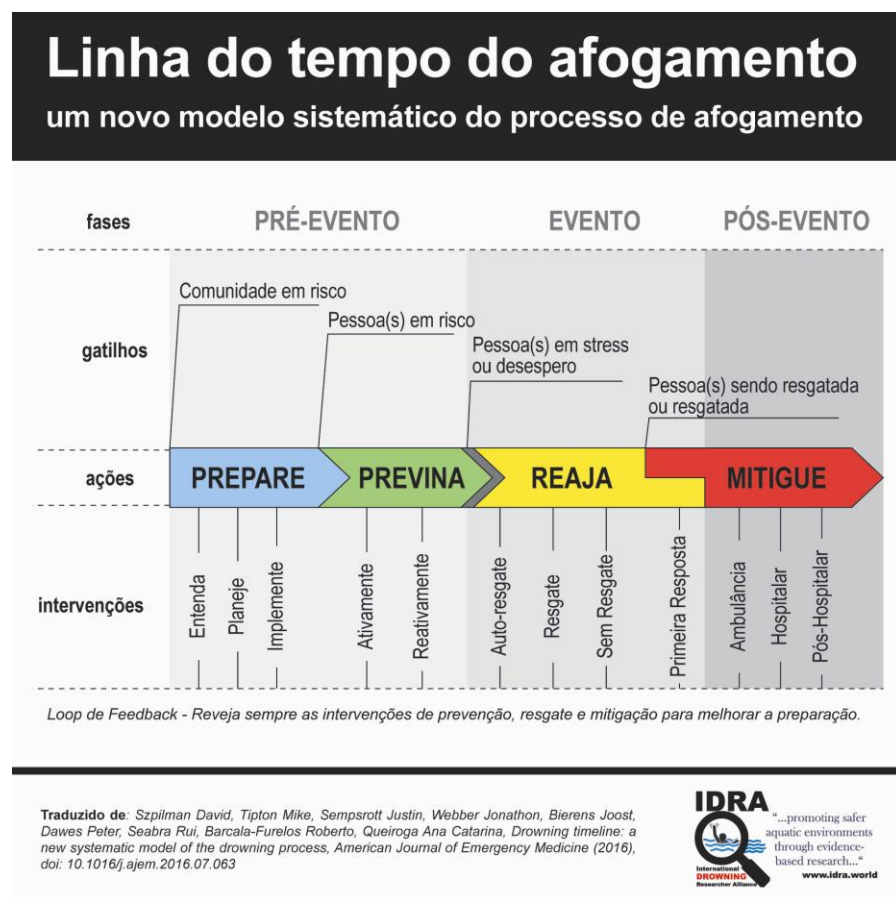 Linha do tempo do afogamento
um novo modelo sistemático do processo de afogamento
fases
PRÉ-EVENTO
EVENTO
PÓS-EVENTO
gatilhos
Comunidade em risco
Pessoa(s) em risco
Pessoa(s) em stress
ou desespero
Pessoa(s) sendo resgatada
ou resgatada
ações
PREPARE
PREVINA
REAJA
MITIGUE
intervenções
Entenda
Planeje
Implemente
Ativamente
Reativamente
Auto-resgate
Resgate
Sem Resgate
Primeira Resposta
Ambulância
Hospitalar
Pós-Hospitalar
Loop de Feedback - Reveja sempre as intervenções de prevenção, resgate e mitigação para melhorar a preparação.
Traduzido de: Szpilman David, Tipton Mike, Sempsrott Justin, Webber Jonathon, Bierens Joost,
Dawes Peter, Seabra Rui, Barcala-Furelos Roberto, Queiroga Ana Catarina, Drowning timeline: a
new systematic model of the drowning process, American Journal of Emergency Medicine (2016),
doi: 10.1016/j.ajem.2016.07.063
IDRA
International
DROWNING
Researcher Alliance
"...promoting safer
aquatic environments
through evidence-
based research..."
www.idra.world